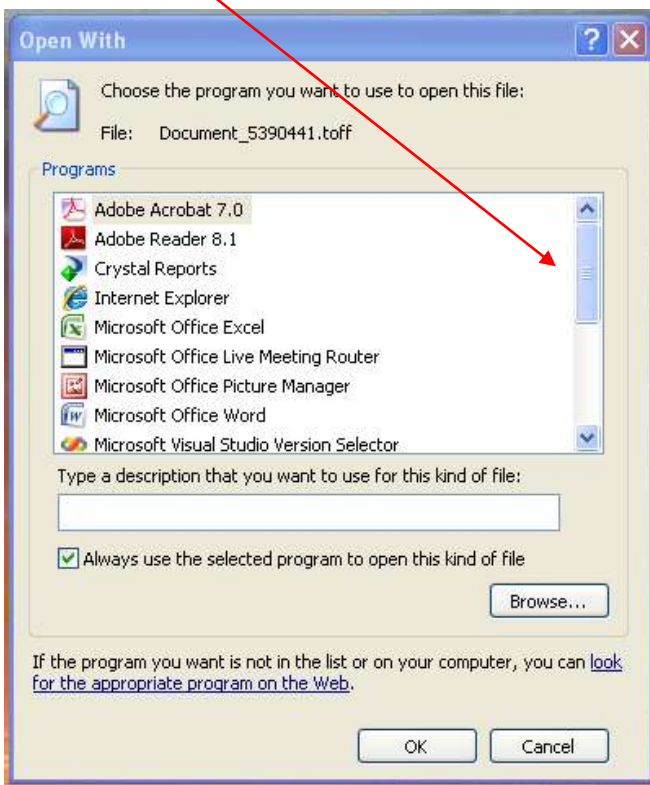 Open With
Choose the program you want to use to open this file:
File: Document_5390441.toff
Programs
Adobe Acrobat 7.0
Adobe Reader 8.1
Crystal Reports
Internet Explorer
Microsoft Office Excel
Microsoft Office Live Meeting Router
Microsoft Office Picture Manager
Microsoft Office Word
Microsoft Visual Studio Version Selector
Type a description that you want to use for this kind of file:
Always use the selected program to open this kind of file
Browse...
If the program you want is not in the list or on your computer, you can look
for the appropriate program on the Web.
OK Cancel